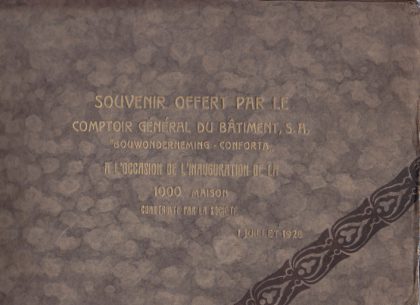 SOUVENIR OFFERT PAR LE
COMPTOIR GÉNÉRAL DU BÂTIMENT, S. A.
"BOUWONDERNEMING - CONFORTA
A L'OCCASION DE L'INAUGURATION DE LA
1000 MAISON
CONSTRUITE PAR LA SOCIÉTÉ
1 JUILLET 1928